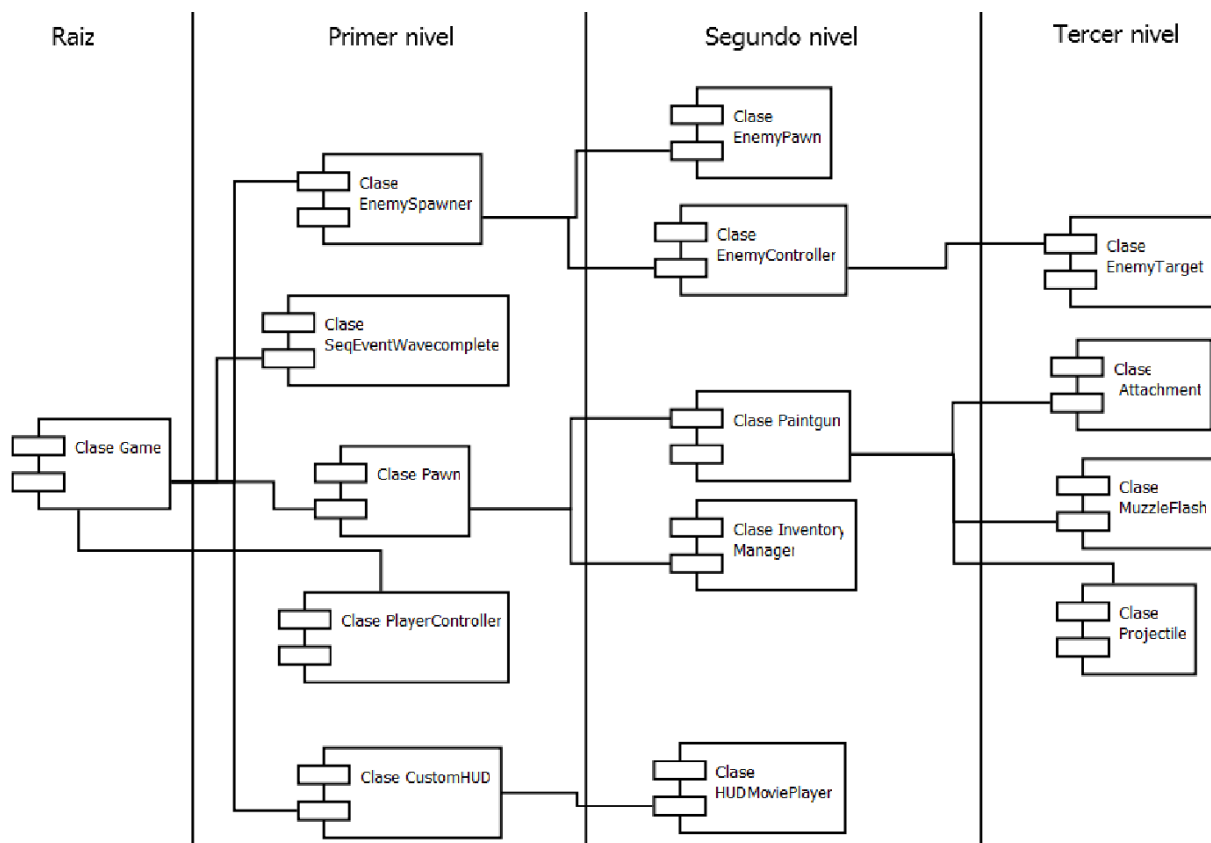 Raiz
Primer nivel
Segundo nivel
Tercer nivel
Clase
EnemySpawner
Clase
SeqEventWavecomplete
Clase Game
Clase Pawn
Clase PlayerController
Clase CustomHUD
Clase
EnemyPawn
Clase
EnemyController
Clase Paintgun
Clase Inventory
Manager
Clase
HUDMoviePlayer
Clase
EnemyTarget
Clase
Attachment
Clase
MuzzleFlash
Clase
Projectile